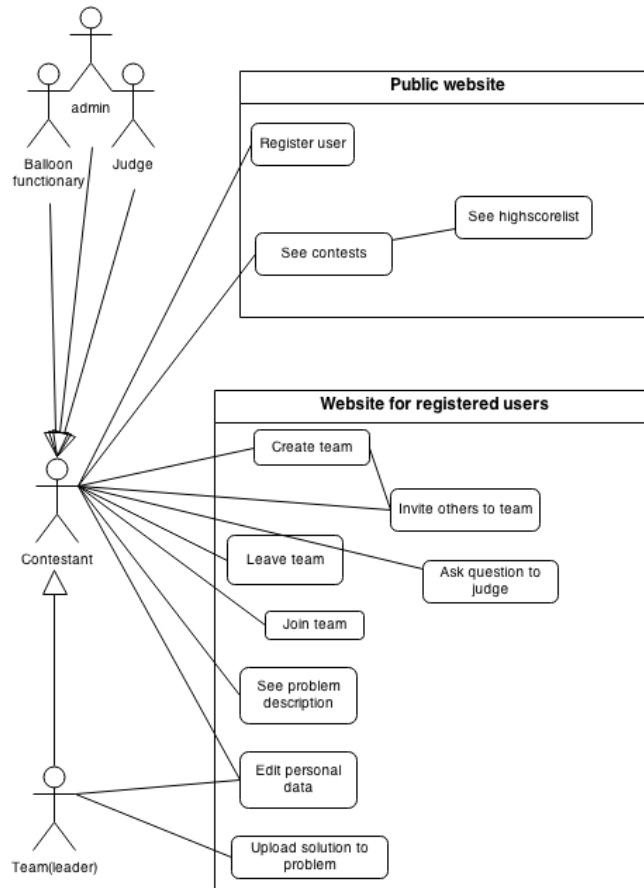 admin
Balloon
functionary
Judge
Public website
Register user
See highscorelist
See contests
Website for registered users
Create team
Invite others to team
Contestant
Leave team
Ask question to
judge
Join team
See problem
description
Edit personal
data
Team(leader)
Upload solution to
problem